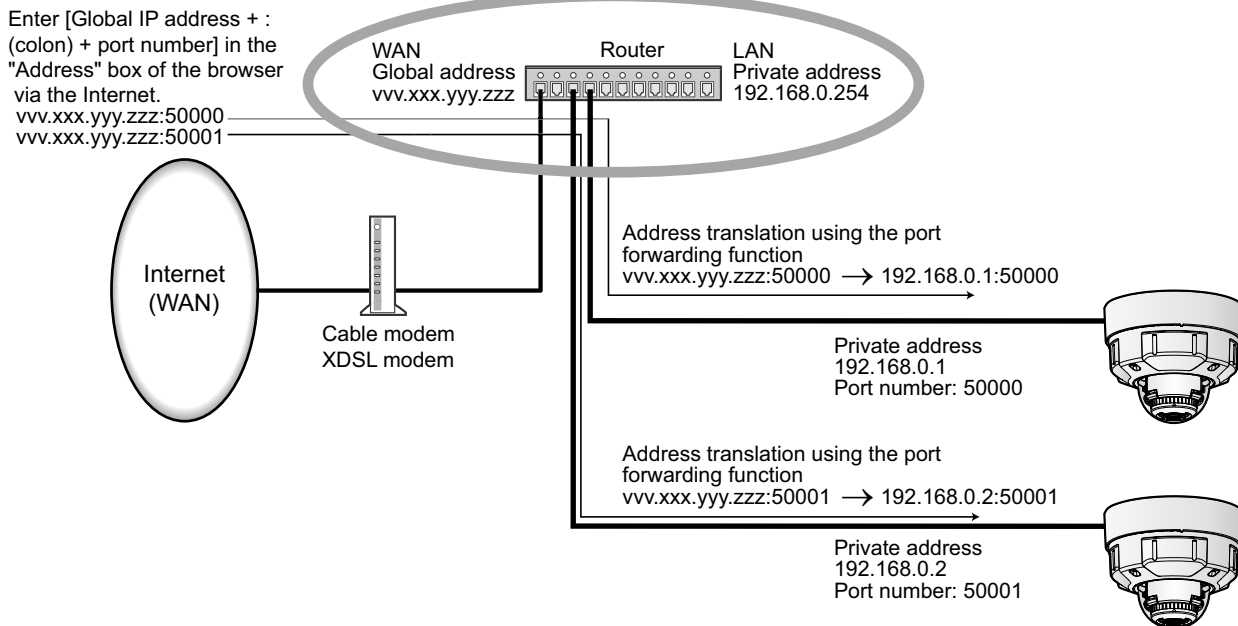 Enter [Global IP address + :
(colon) + port number] in the
"Address" box of the browser
via the Internet.
vvv.xxx.yyy.zzz:50000
vvv.xxx.yyy.zzz:50001
WAN
Global address
vvv.xxx.yyy.zzz
Router
LAN
Private address
192.168.0.254
Internet
(WAN)
Cable modem
XDSL modem
Address translation using the port
forwarding function
vvv.xxx.yyy.zzz:50000 → 192.168.0.1:50000
Private address
192.168.0.1
Port number: 50000
Address translation using the port
forwarding function
vvv.xxx.yyy.zzz:50001 → 192.168.0.2:50001
Private address
192.168.0.2
Port number: 50001